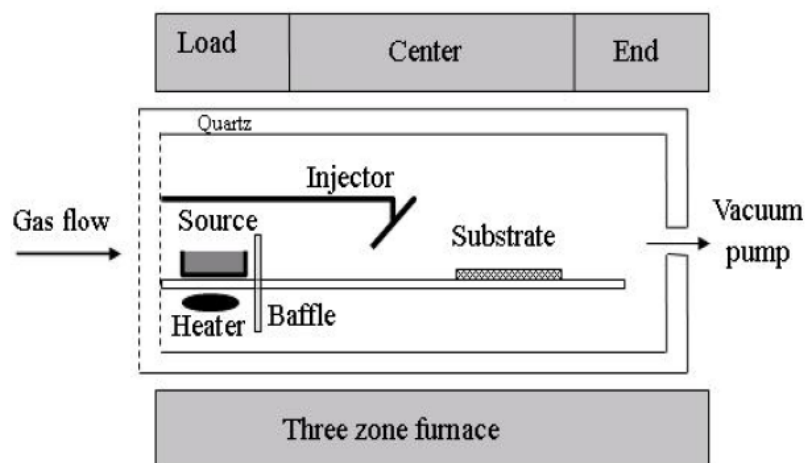 Load
Center
End
Quartz
Injector
Gas flow
Source
Substrate
Vacuum
pump
Heater
Baffle
Three zone furnace